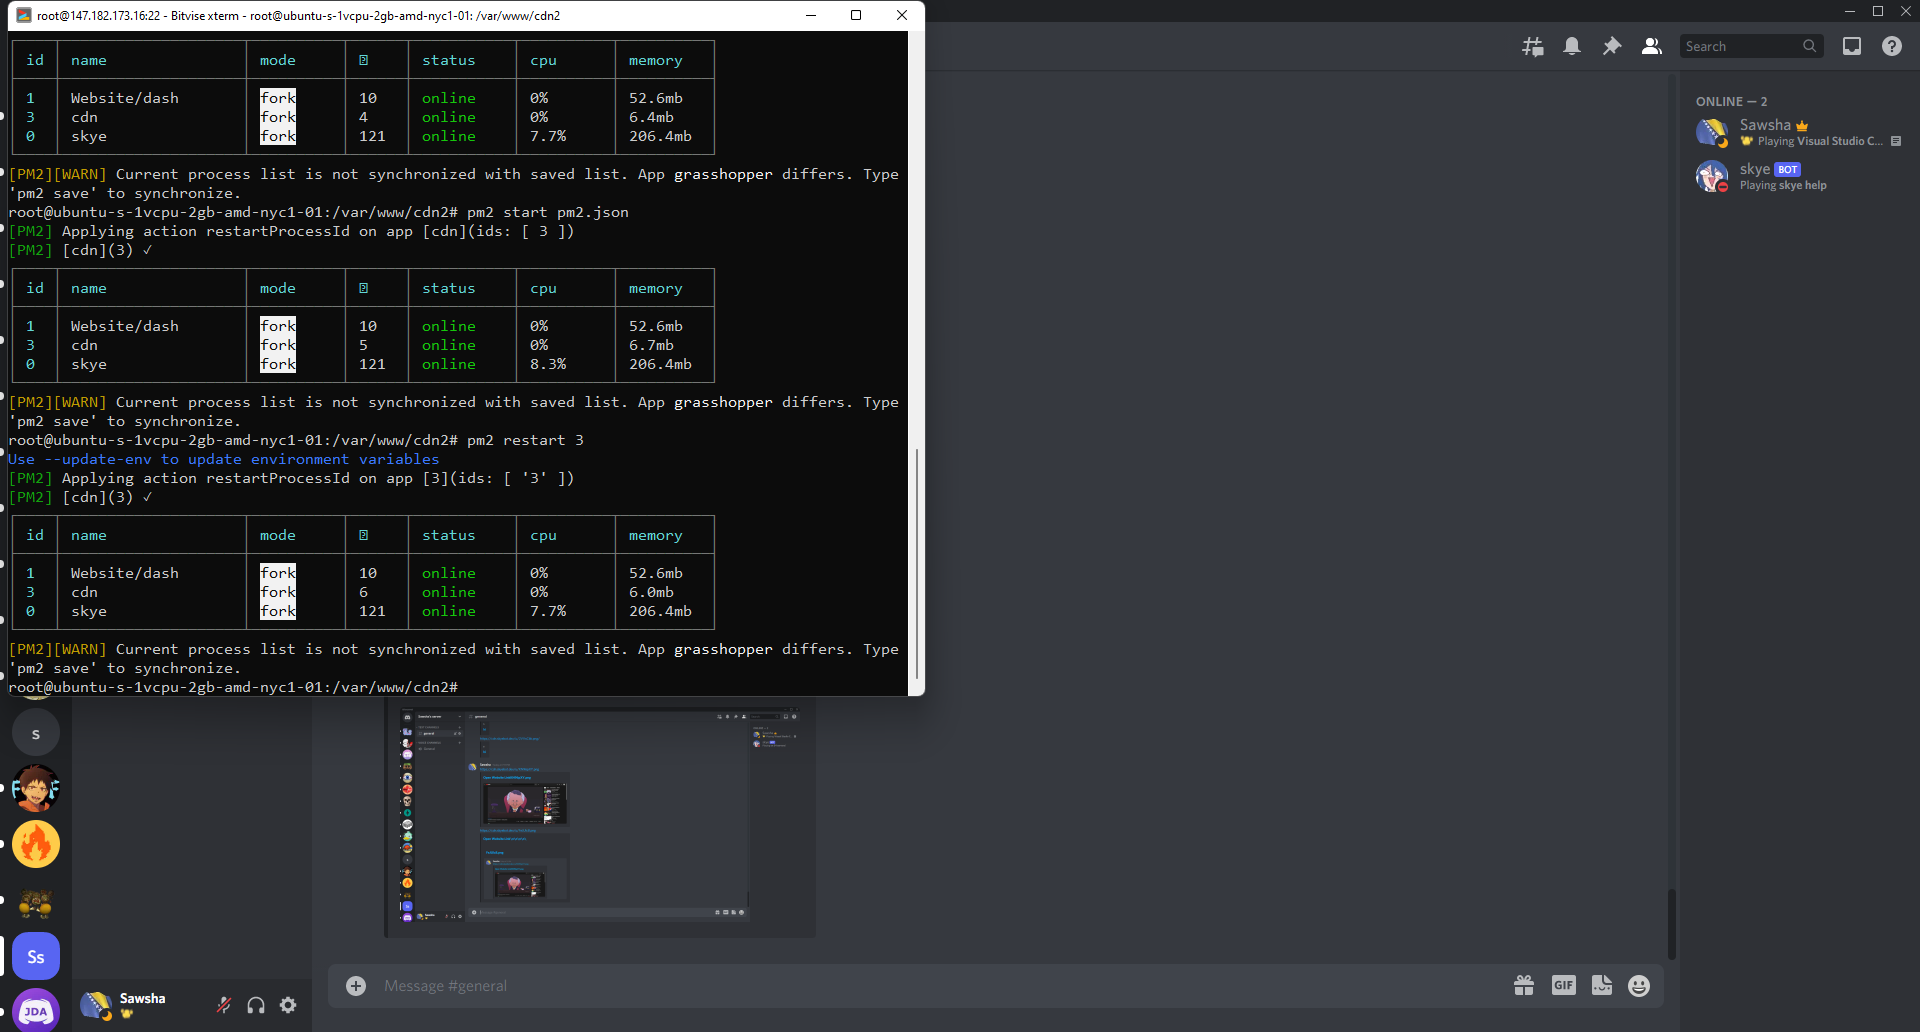 root@147.182.173.16:22 - Bitvise xterm - root@ubuntu-s-1vcpu-2gb-amd-nyc1-01: /var/www/cdn2
id name mode status cpu memory
1 Website/dash fork 10 online 0% 52.6mb
3 cdn fork 4 online 0% 6.4mb
0 skye fork 121 online 7.7% 206.4mb
[PM2][WARN] Current process list is not synchronized with saved list. App grasshopper differs. Type
'pm2 save' to synchronize.
root@ubuntu-s-1vcpu-2gb-amd-nyc1-01:/var/www/cdn2# pm2 start pm2.json
[PM2] Applying action restartProcessId on app [cdn](ids: [ 3 ])
[PM2] [cdn](3) ✓
id name mode status cpu memory
1 Website/dash fork 10 online 0% 52.6mb
3 cdn fork 5 online 0% 6.7mb
0 skye fork 121 online 8.3% 206.4mb
[PM2][WARN] Current process list is not synchronized with saved list. App grasshopper differs. Type
'pm2 save' to synchronize.
root@ubuntu-s-1vcpu-2gb-amd-nyc1-01:/var/www/cdn2# pm2 restart 3
Use --update-env to update environment variables
[PM2] Applying action restartProcessId on app [3](ids: [ '3' ])
[PM2] [cdn](3) ✓
id name mode status cpu memory
1 Website/dash fork 10 online 0% 52.6mb
3 cdn fork 6 online 0% 6.0mb
0 skye fork 121 online 7.7% 206.4mb
[PM2][WARN] Current process list is not synchronized with saved list. App grasshopper differs. Type
'pm2 save' to synchronize.
root@ubuntu-s-1vcpu-2gb-amd-nyc1-01:/var/www/cdn2#
Search
ONLINE — 2
Sawsha
Playing Visual Studio C...
skye BOT
Playing skye help
s
Ss
JDA
Sawsha
Message #general
GIF